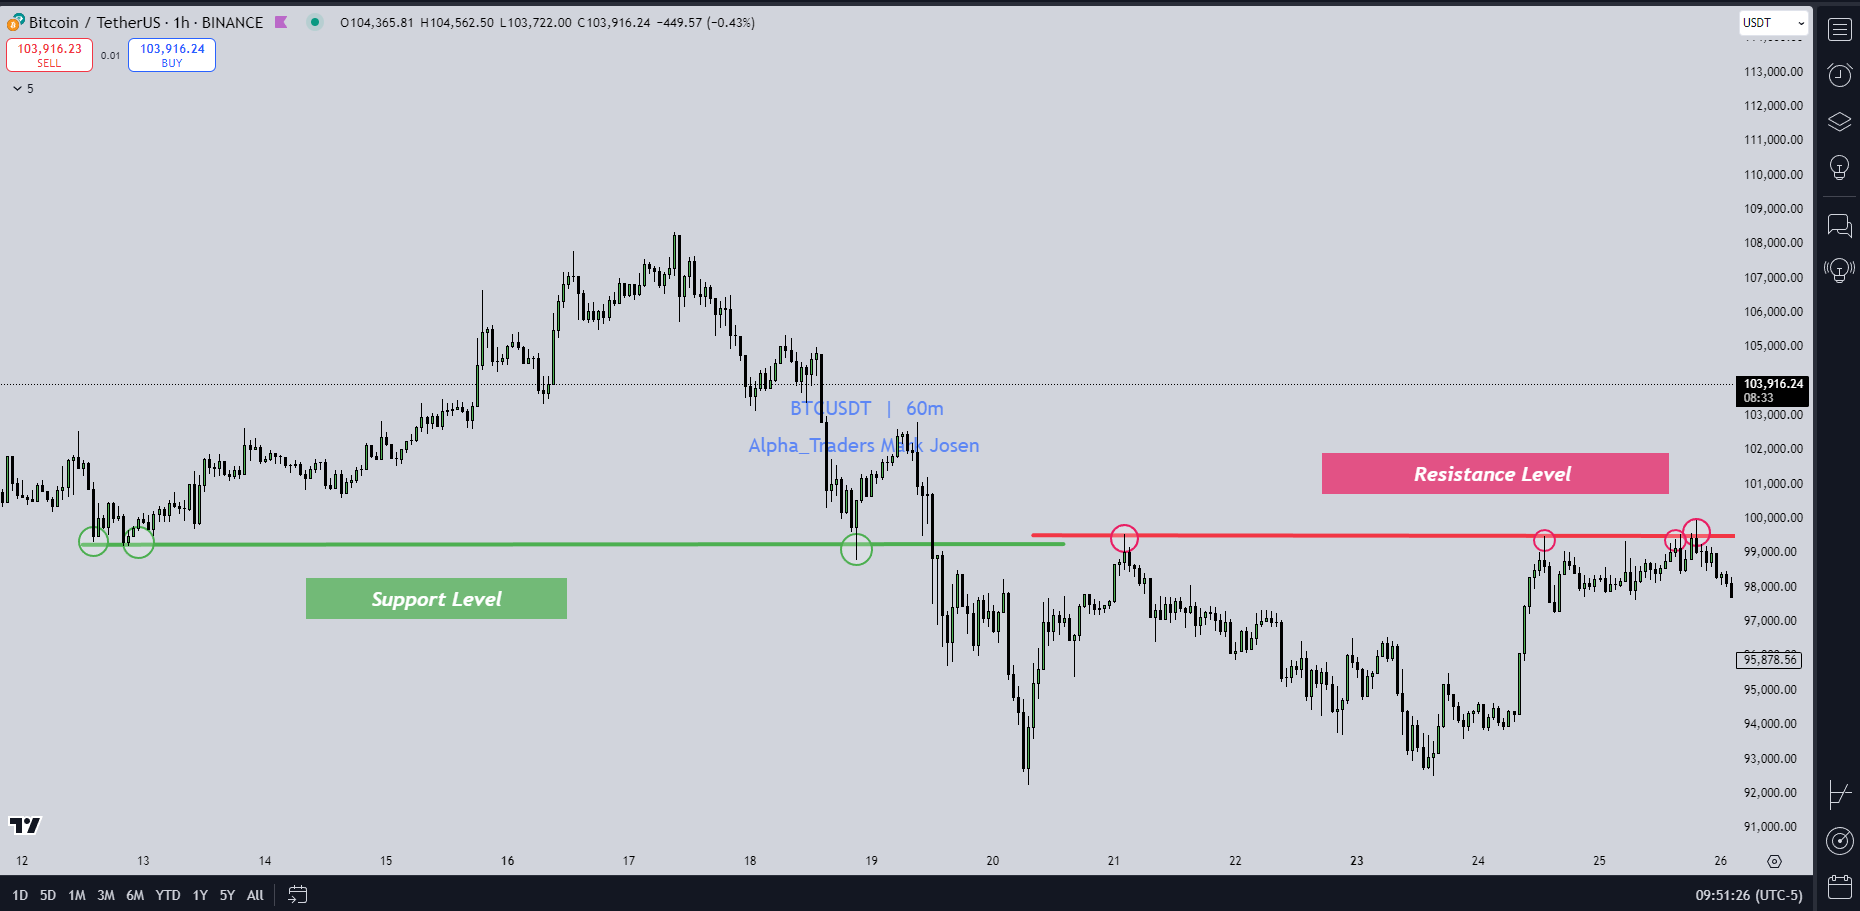 Bitcoin / TetherUS · 1h · BINANCE O104,365.81 H104,562.50 L103,722.00 C103,916.24 −449.57 (−0.43%)
USDT
103,916.23
SELL
0.01
103,916.24
BUY
5
113,000.00
112,000.00
111,000.00
110,000.00
109,000.00
108,000.00
107,000.00
106,000.00
105,000.00
103,916.24
08:33
103,000.00
102,000.00
101,000.00
100,000.00
99,000.00
98,000.00
97,000.00
95,878.56
95,000.00
94,000.00
93,000.00
92,000.00
91,000.00
BTCUSDT | 60m
Alpha_Traders Mark Josen
Resistance Level
Support Level
12 13 14 15 16 17 18 19 20 21 22 23 24 25 26
1D 5D 1M 3M 6M YTD 1Y 5Y All
09:51:26 (UTC-5)